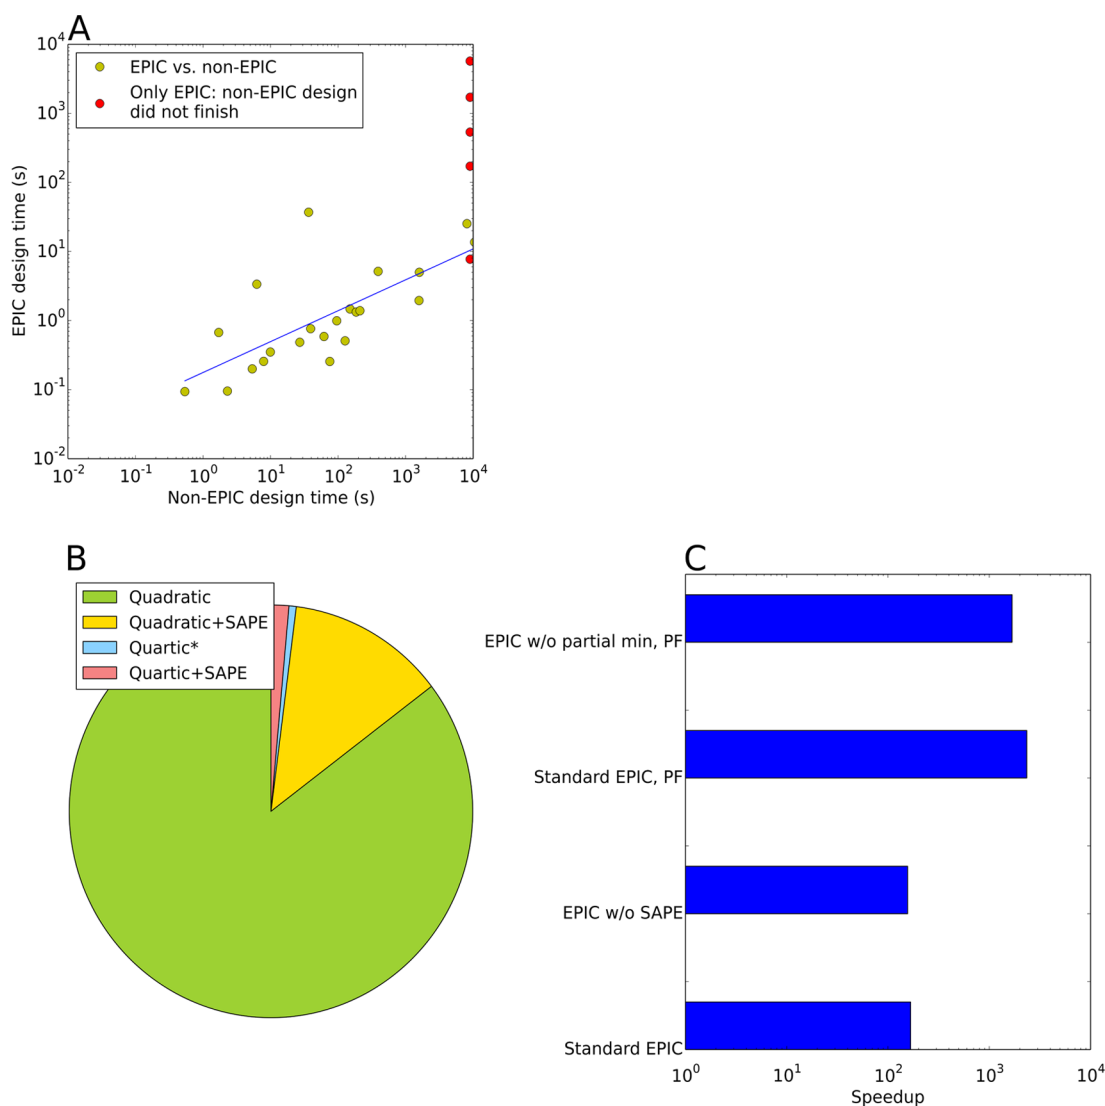 A
10^4
10^3
10^2
10^1
10^0
10^-1
10^-2
EPIC design time (s)
EPIC vs. non-EPIC
Only EPIC: non-EPIC design
did not finish
10^-2 10^-1 10^0 10^1 10^2 10^3 10^4
Non-EPIC design time (s)
B
Quadratic
Quadratic+SAPE
Quartic*
Quartic+SAPE
C
EPIC w/o partial min, PF
Standard EPIC, PF
EPIC w/o SAPE
Standard EPIC
10^0 10^1 10^2 10^3 10^4
Speedup